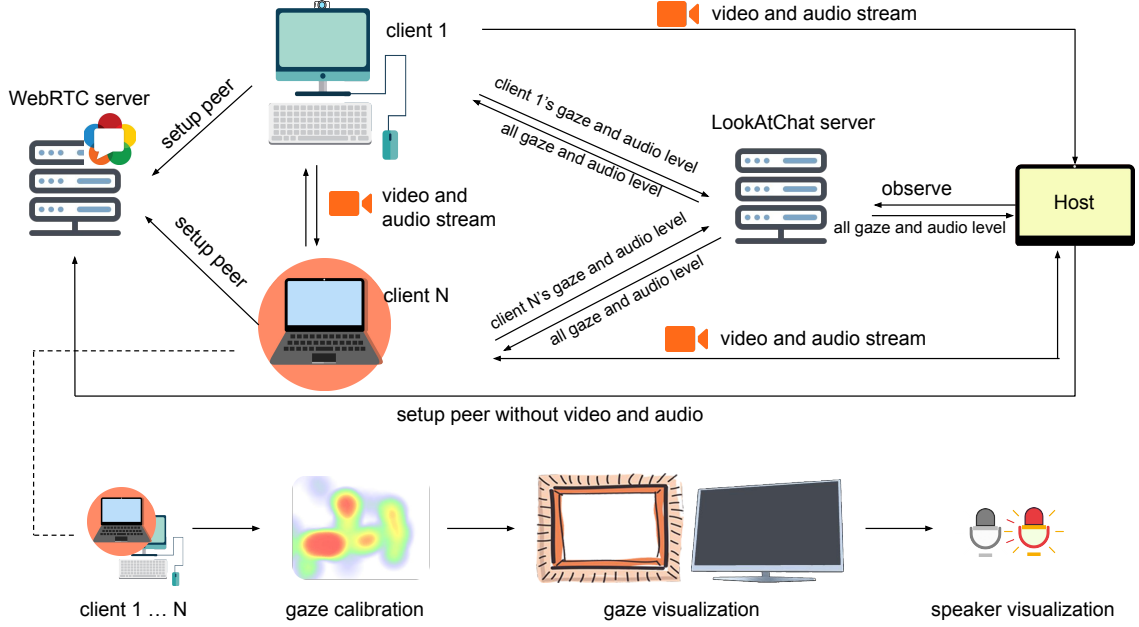 video and audio stream
client 1
WebRTC server
setup peer
client 1's gaze and audio level
all gaze and audio level
LookAtChat server
observe
Host
all gaze and audio level
video and
audio stream
setup peer
client N
client N's gaze and audio level
all gaze and audio level
video and audio stream
setup peer without video and audio
client 1 … N
gaze calibration
gaze visualization
speaker visualization